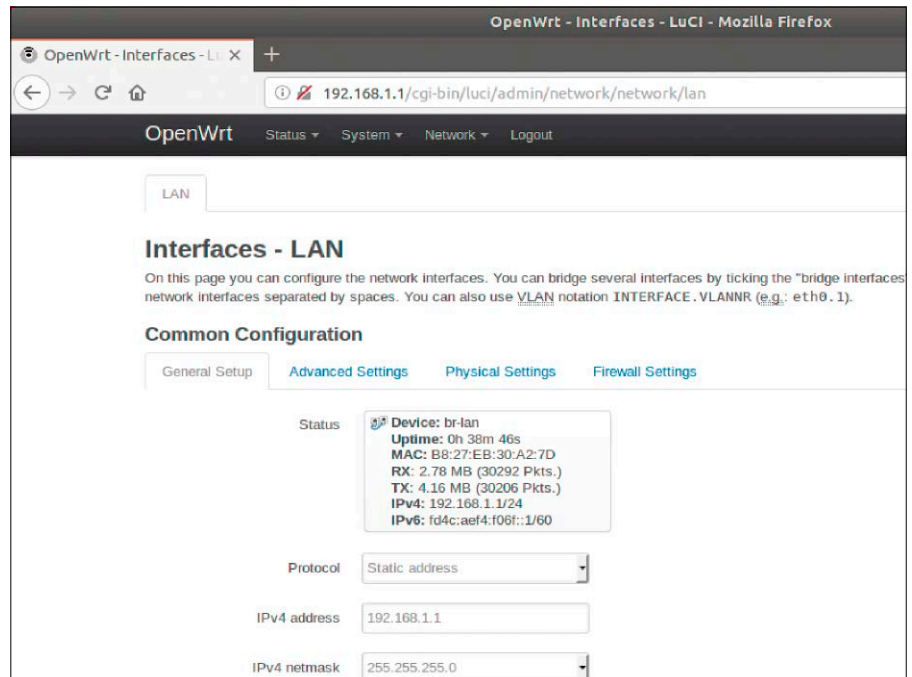 OpenWrt - Interfaces - LuCI - Mozilla Firefox
OpenWrt - Interfaces - L
192.168.1.1/cgi-bin/luci/admin/network/network/lan
OpenWrt Status System Network Logout
LAN
Interfaces - LAN
On this page you can configure the network interfaces. You can bridge several interfaces by ticking the "bridge interfaces"
network interfaces separated by spaces. You can also use VLAN notation INTERFACE.VLANNR (e.g.: eth0.1).
Common Configuration
General Setup Advanced Settings Physical Settings Firewall Settings
Status
Device: br-lan
Uptime: 0h 38m 46s
MAC: B8:27:EB:30:A2:7D
RX: 2.78 MB (30292 Pkts.)
TX: 4.16 MB (30206 Pkts.)
IPv4: 192.168.1.1/24
IPv6: fd4c:aef4:f06f::1/60
Protocol Static address
IPv4 address 192.168.1.1
IPv4 netmask 255.255.255.0